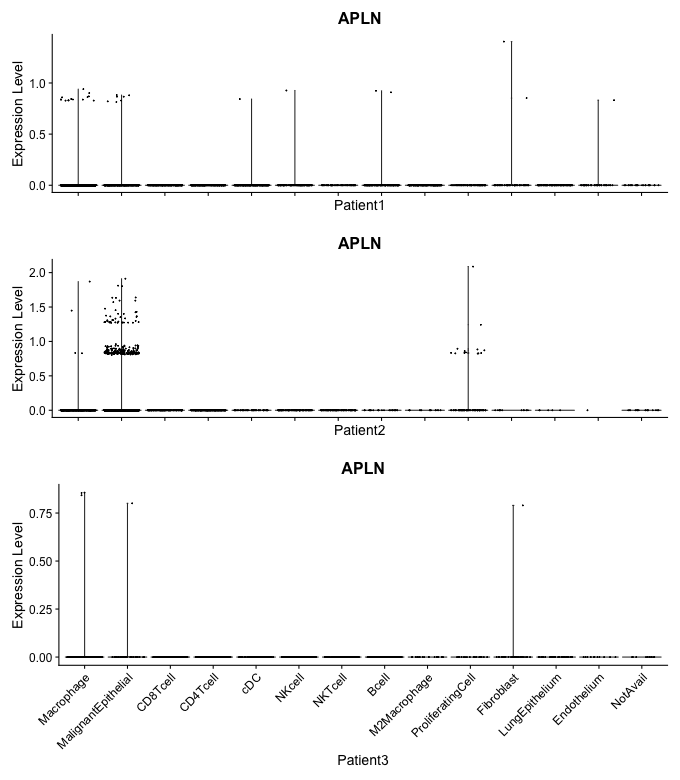 APLN
Expression Level
1.0
0.5
0.0
Patient1
APLN
Expression Level
2.0
1.5
1.0
0.5
0.0
Patient2
APLN
Expression Level
0.75
0.50
0.25
0.00
Macrophage
MalignantEpithelial
CD8Tcell
CD4Tcell
cDC
NKcell
NKTcell
Bcell
M2Macrophage
ProliferatingCell
Fibroblast
LungEpithelium
Endothelium
NotAvail
Patient3